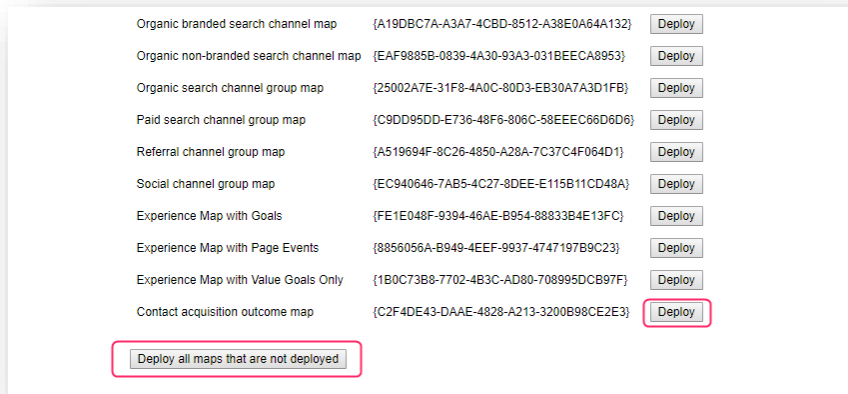 Organic branded search channel map {A19DBC7A-A3A7-4CBD-8512-A38E0A64A132} Deploy
Organic non-branded search channel map {EAF9885B-0839-4A30-93A3-031BEECA8953} Deploy
Organic search channel group map {25002A7E-31F8-4A0C-80D3-EB30A7A3D1FB} Deploy
Paid search channel group map {C9DD95DD-E736-48F6-806C-58EEEC66D6D6} Deploy
Referral channel group map {A519694F-8C26-4850-A28A-7C37C4F064D1} Deploy
Social channel group map {EC940646-7AB5-4C27-8DEE-E115B11CD48A} Deploy
Experience Map with Goals {FE1E048F-9394-46AE-B954-88833B4E13FC} Deploy
Experience Map with Page Events {8856056A-B949-4EEF-9937-4747197B9C23} Deploy
Experience Map with Value Goals Only {1B0C73B8-7702-4B3C-AD80-708995DCB97F} Deploy
Contact acquisition outcome map {C2F4DE43-DAAE-4828-A213-3200B98CE2E3} Deploy
Deploy all maps that are not deployed